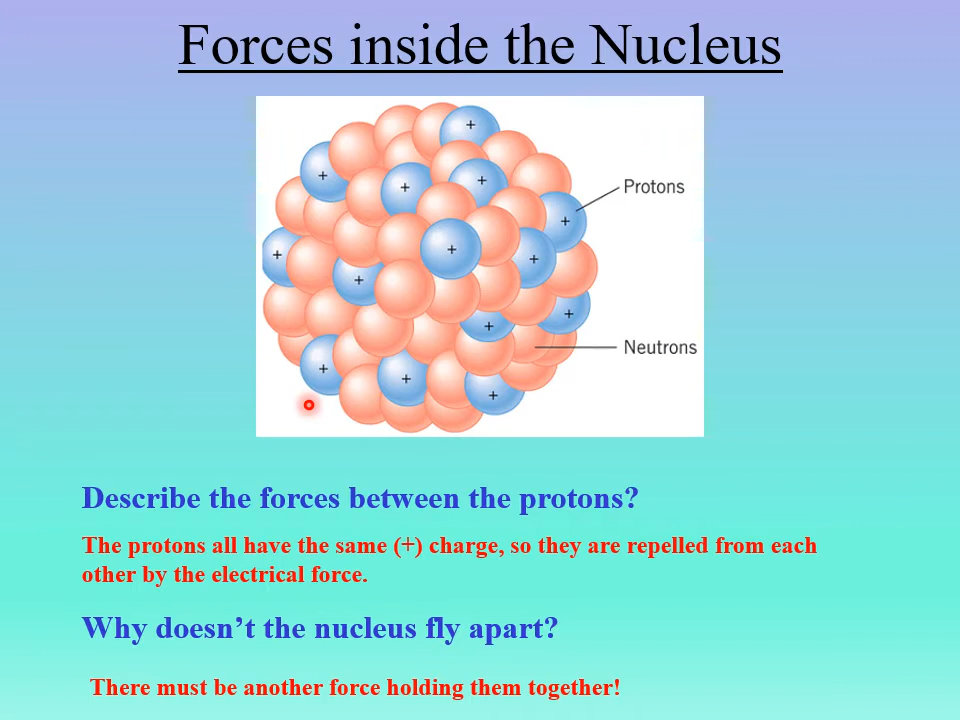 Forces inside the Nucleus
+
+
+
+
Protons
+
+
+
+
+
+
+
Neutrons
+
+
+
Describe the forces between the protons?
The protons all have the same (+) charge, so they are repelled from each
other by the electrical force.
Why doesn’t the nucleus fly apart?
There must be another force holding them together!